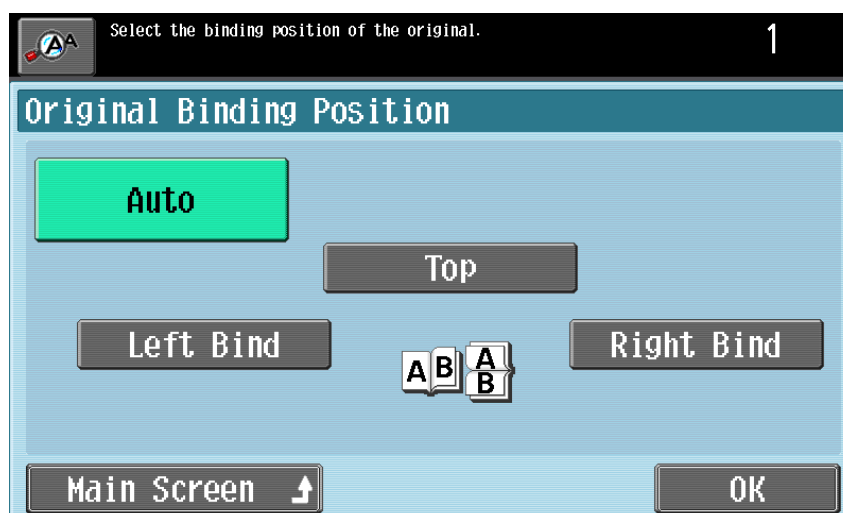 A A
Select the binding position of the original.
1
Original Binding Position
Auto
Top
Left Bind
Right Bind
A B
A
B
Main Screen
OK